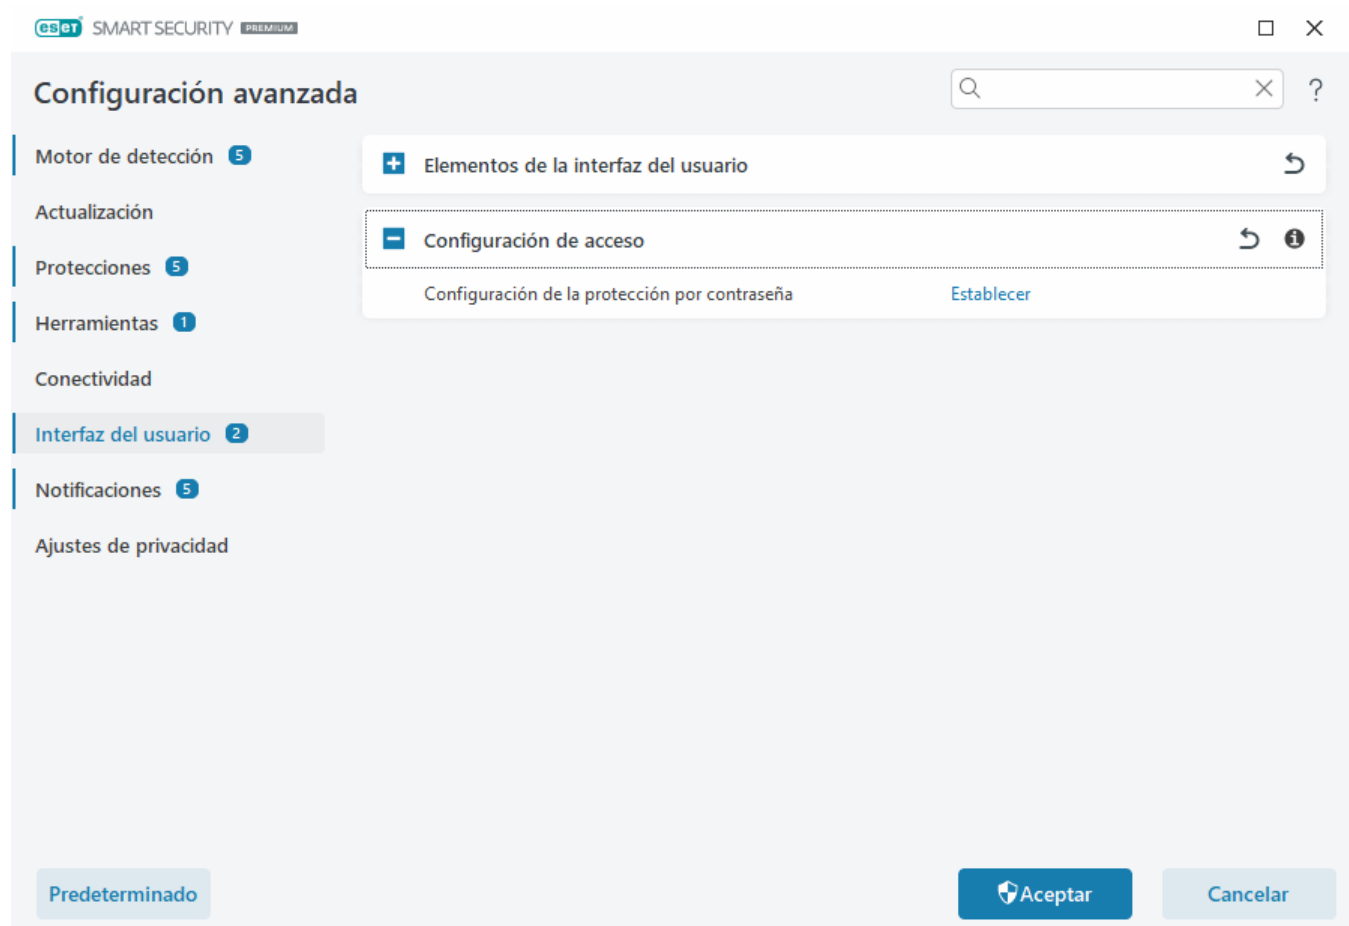 eset SMART SECURITY PREMIUM
Configuración avanzada
?
Motor de detección 5
Elementos de la interfaz del usuario
Actualización
Configuración de acceso
Protecciones 5
Configuración de la protección por contraseña Establecer
Herramientas 1
Conectividad
Interfaz del usuario 2
Notificaciones 5
Ajustes de privacidad
Predeterminado Aceptar Cancelar